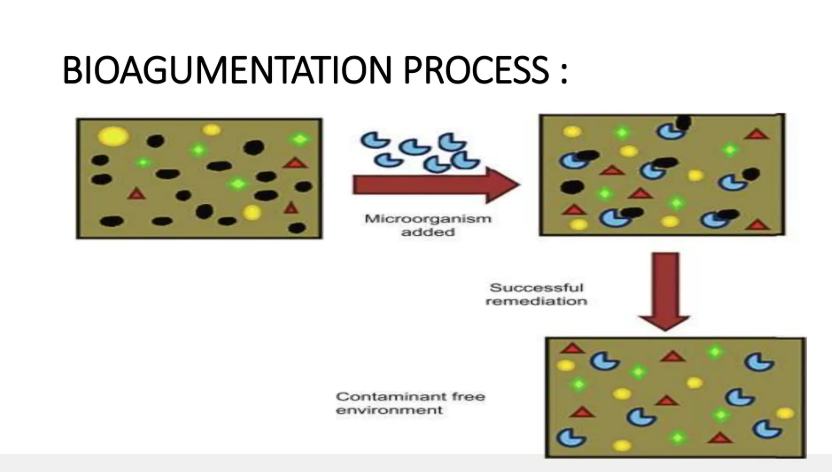 BIOAGUMENTATION PROCESS :
Microorganism
added
Successful
remediation
Contaminant free
environment